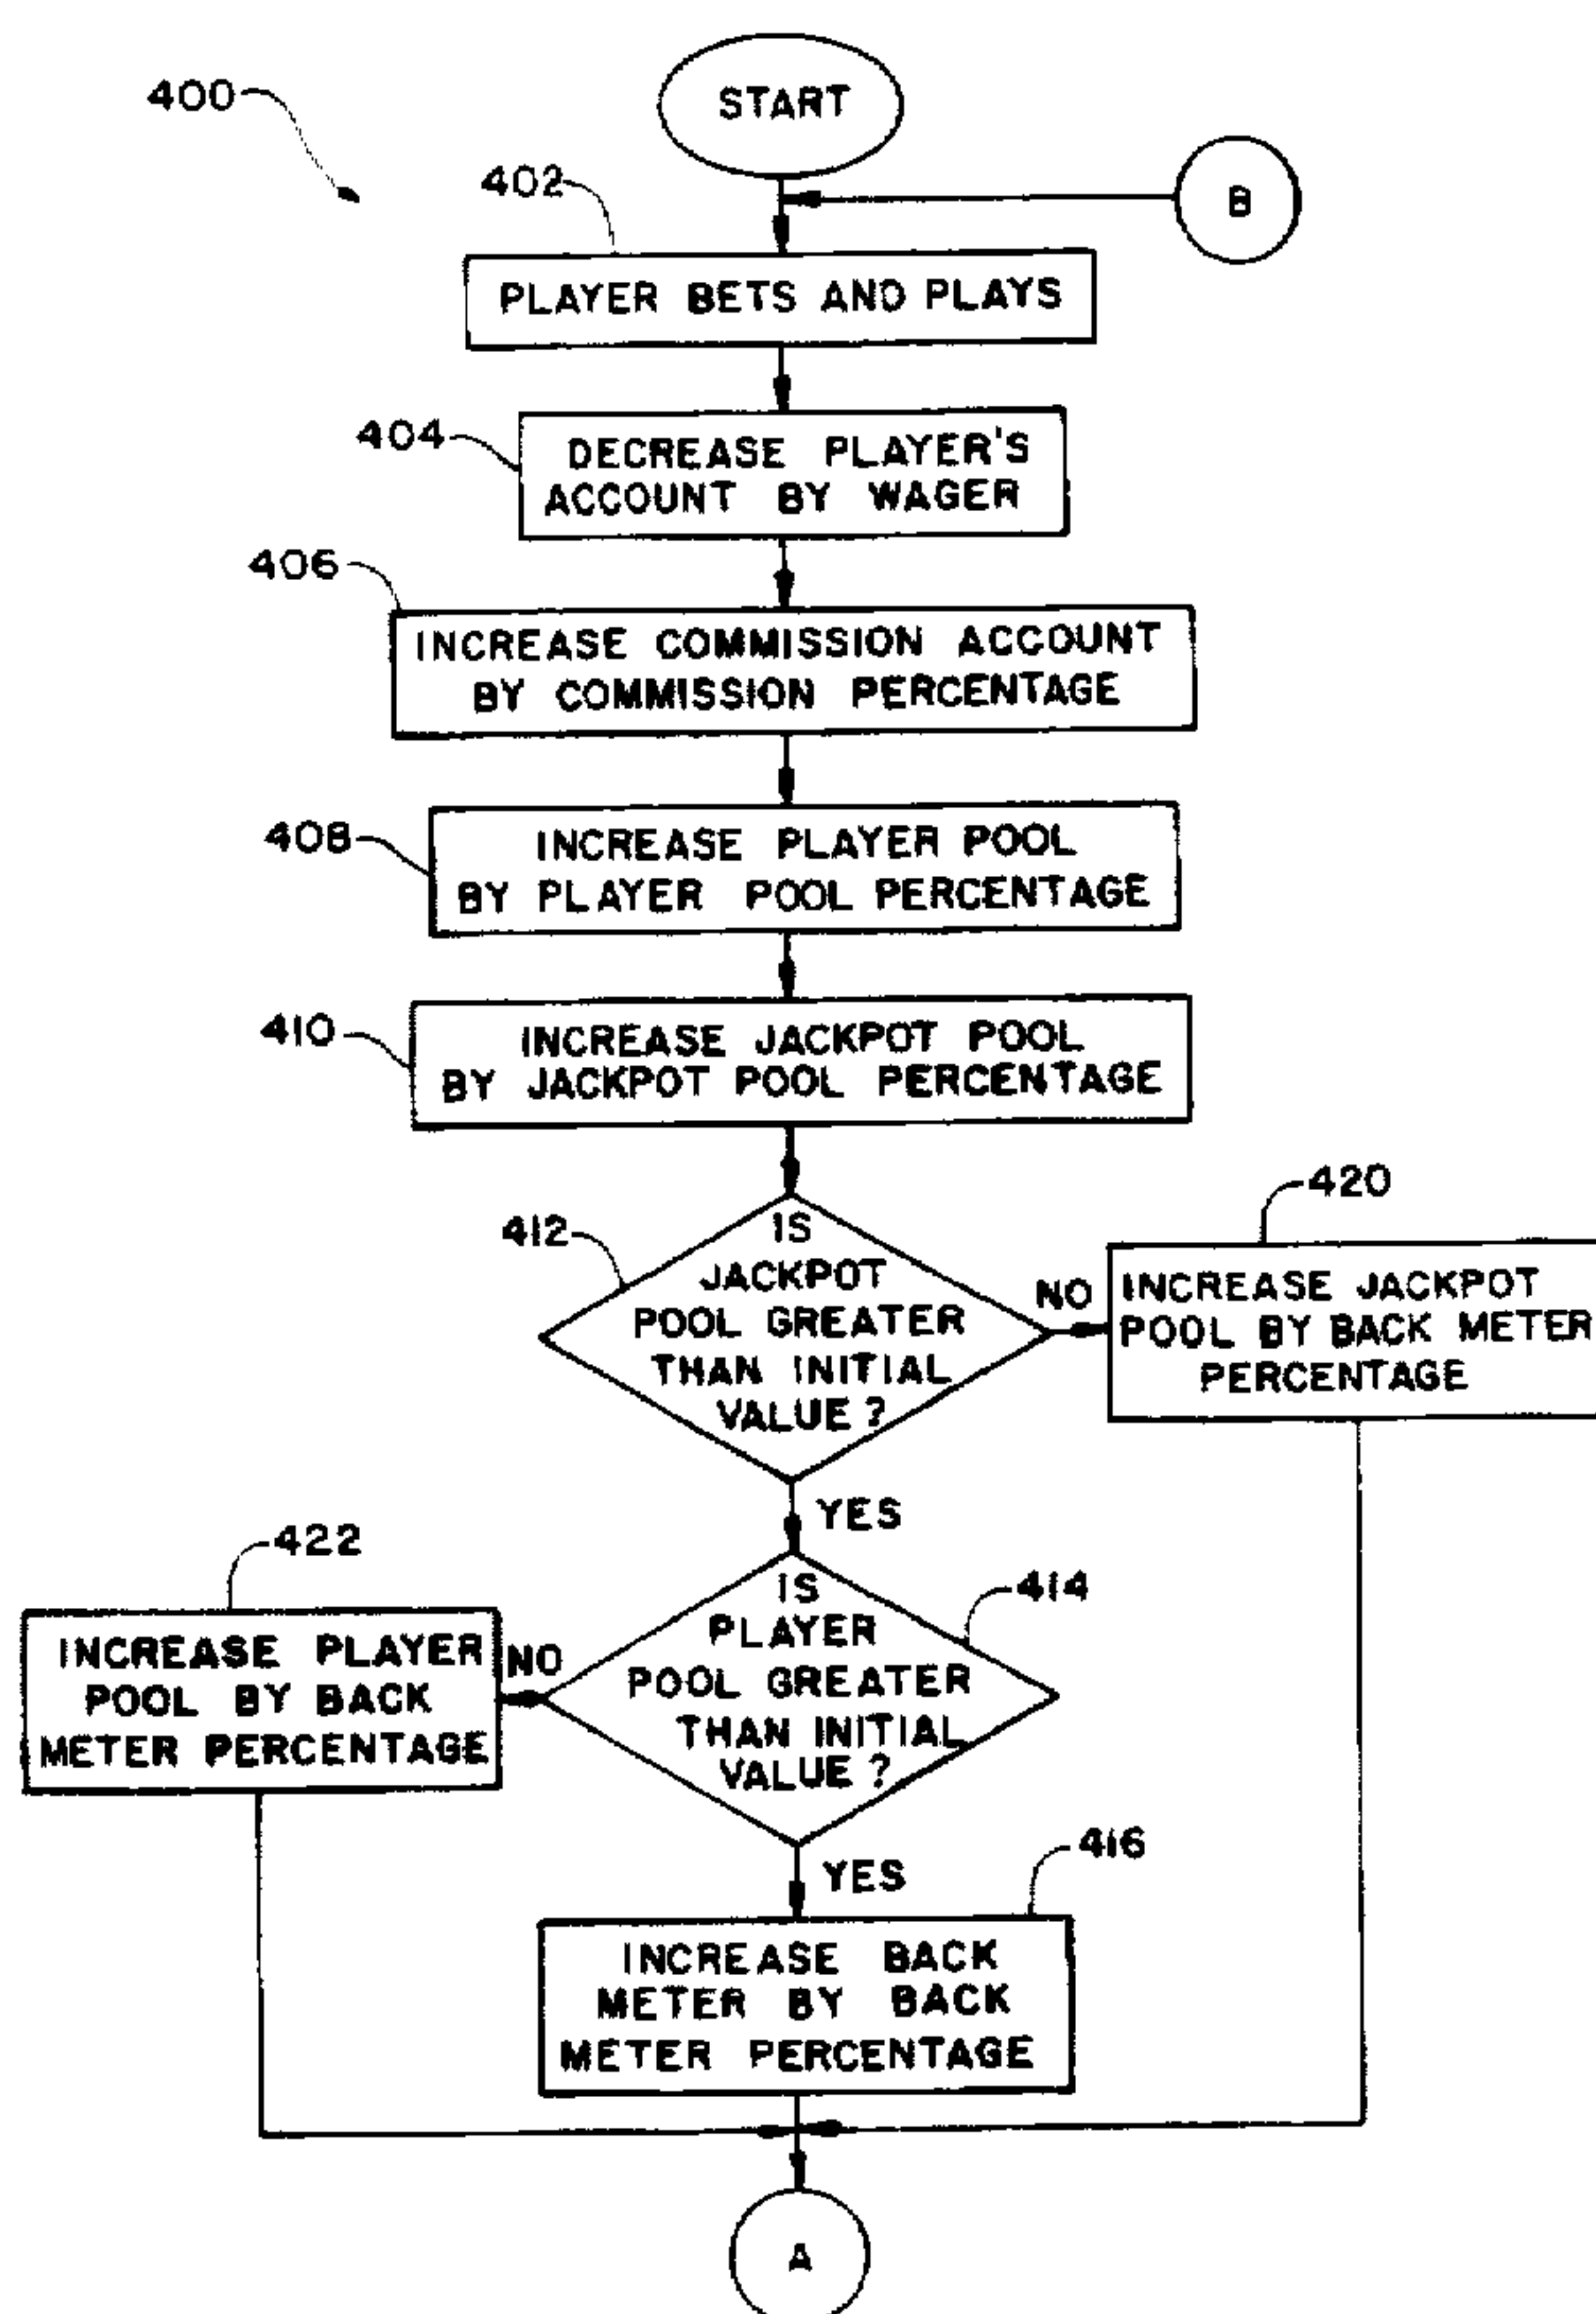 400
START
B
402
PLAYER BETS AND PLAYS
404
DECREASE PLAYER'S
ACCOUNT BY WAGER
406
INCREASE COMMISSION ACCOUNT
BY COMMISSION PERCENTAGE
408
INCREASE PLAYER POOL
BY PLAYER POOL PERCENTAGE
410
INCREASE JACKPOT POOL
BY JACKPOT POOL PERCENTAGE
412
IS
JACKPOT
POOL GREATER
THAN INITIAL
VALUE?
NO
420
INCREASE JACKPOT
POOL BY BACK METER
PERCENTAGE
YES
414
IS
PLAYER
POOL GREATER
THAN INITIAL
VALUE?
NO
422
INCREASE PLAYER
POOL BY BACK
METER PERCENTAGE
YES
416
INCREASE BACK
METER BY BACK
METER PERCENTAGE
A